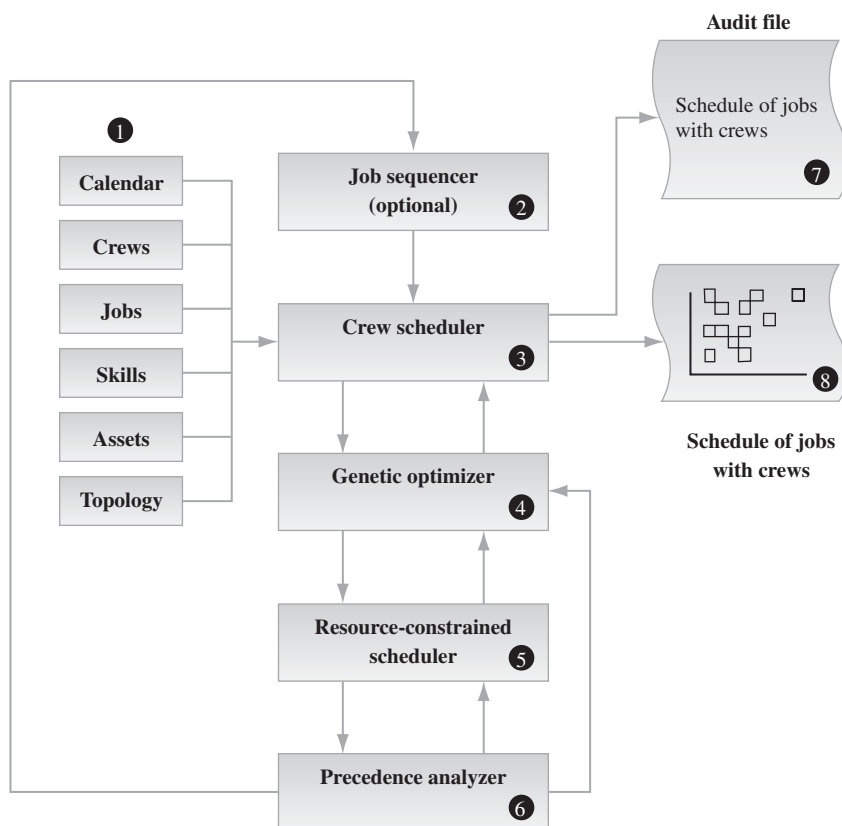 Audit file
Schedule of jobs
with crews
7
1
Calendar
Crews
Jobs
Skills
Assets
Topology
Job sequencer
(optional)
2
Crew scheduler
3
8
Schedule of jobs
with crews
Genetic optimizer
4
Resource-constrained
scheduler
5
Precedence analyzer
6